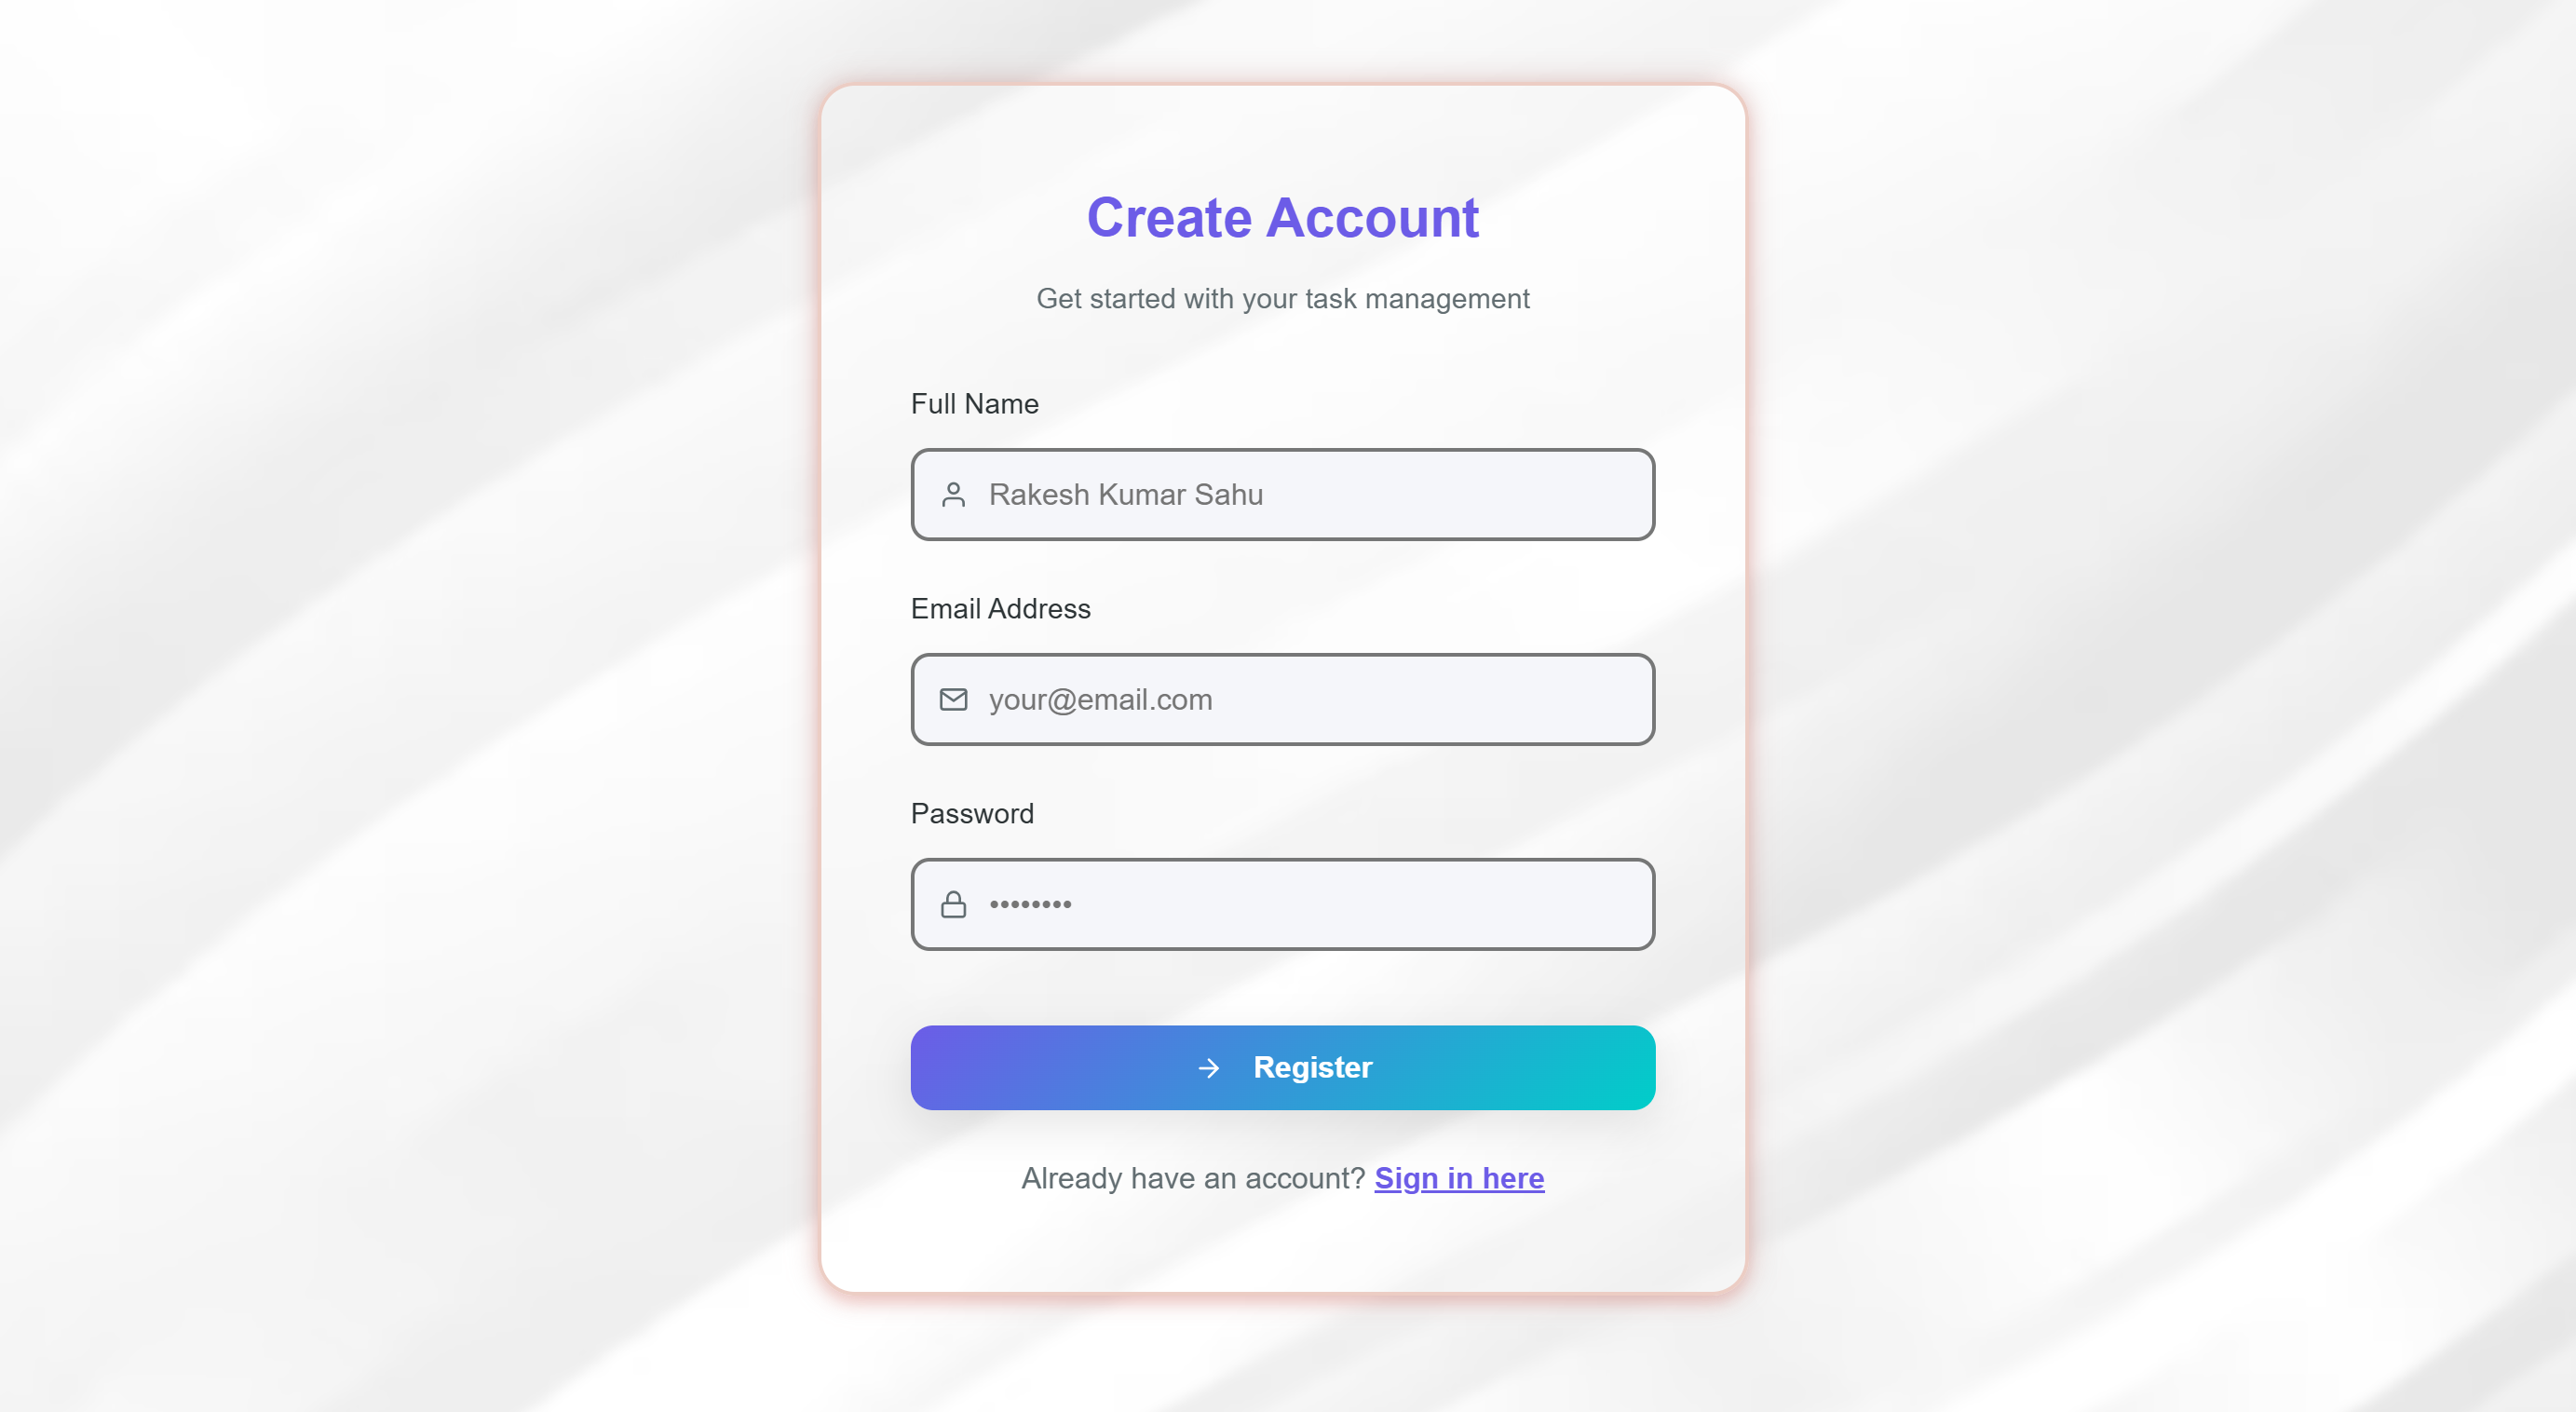 Create Account
Get started with your task management
Full Name
Rakesh Kumar Sahu
Email Address
your@email.com
Password
••••••••
Register
Already have an account? Sign in here